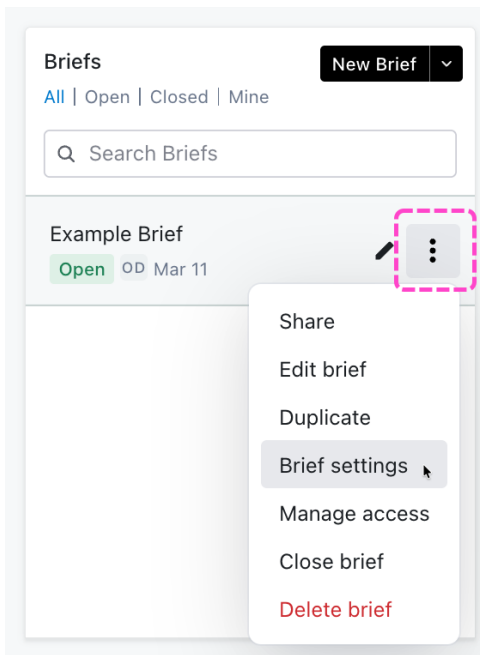 Briefs
New Brief
All | Open | Closed | Mine
Search Briefs
Example Brief
Open OD Mar 11
Share
Edit brief
Duplicate
Brief settings
Manage access
Close brief
Delete brief